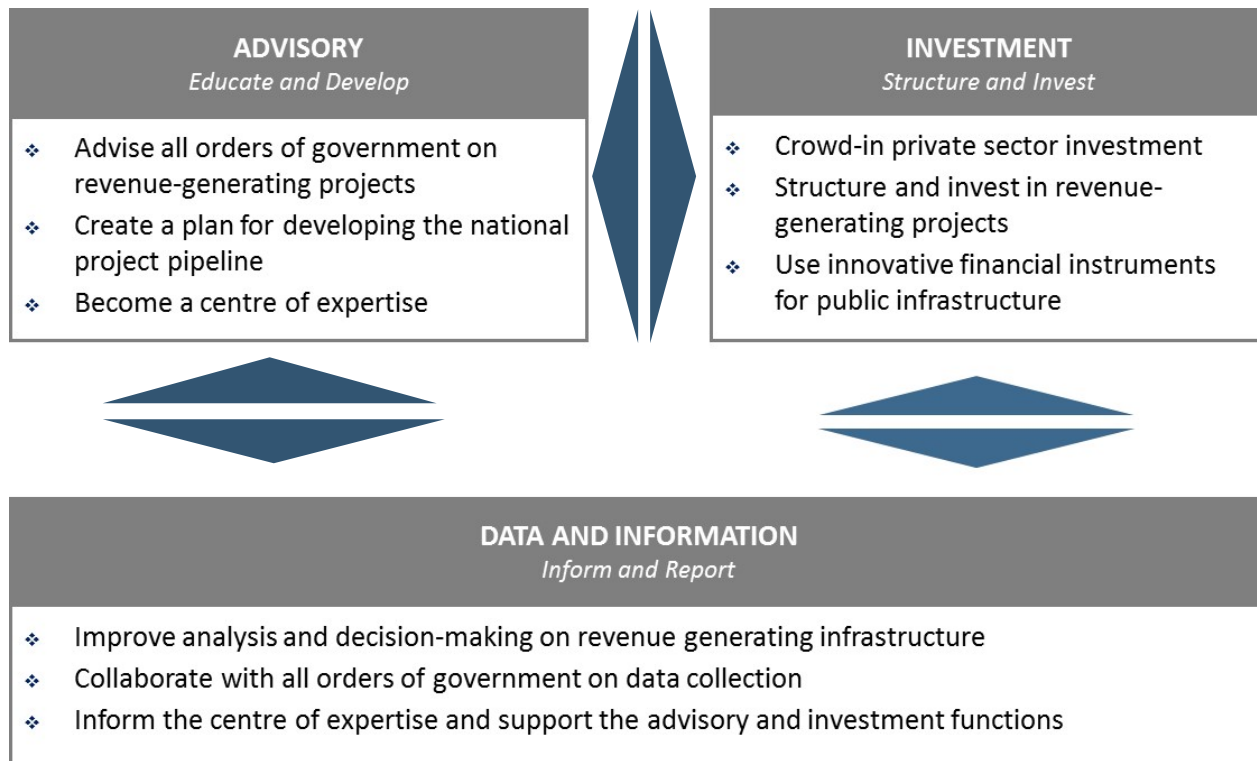 ADVISORY
Educate and Develop
❖ Advise all orders of government on
revenue-generating projects
❖ Create a plan for developing the national
project pipeline
❖ Become a centre of expertise
INVESTMENT
Structure and Invest
❖ Crowd-in private sector investment
❖ Structure and invest in revenue-
generating projects
❖ Use innovative financial instruments
for public infrastructure
DATA AND INFORMATION
Inform and Report
❖ Improve analysis and decision-making on revenue generating infrastructure
❖ Collaborate with all orders of government on data collection
❖ Inform the centre of expertise and support the advisory and investment functions